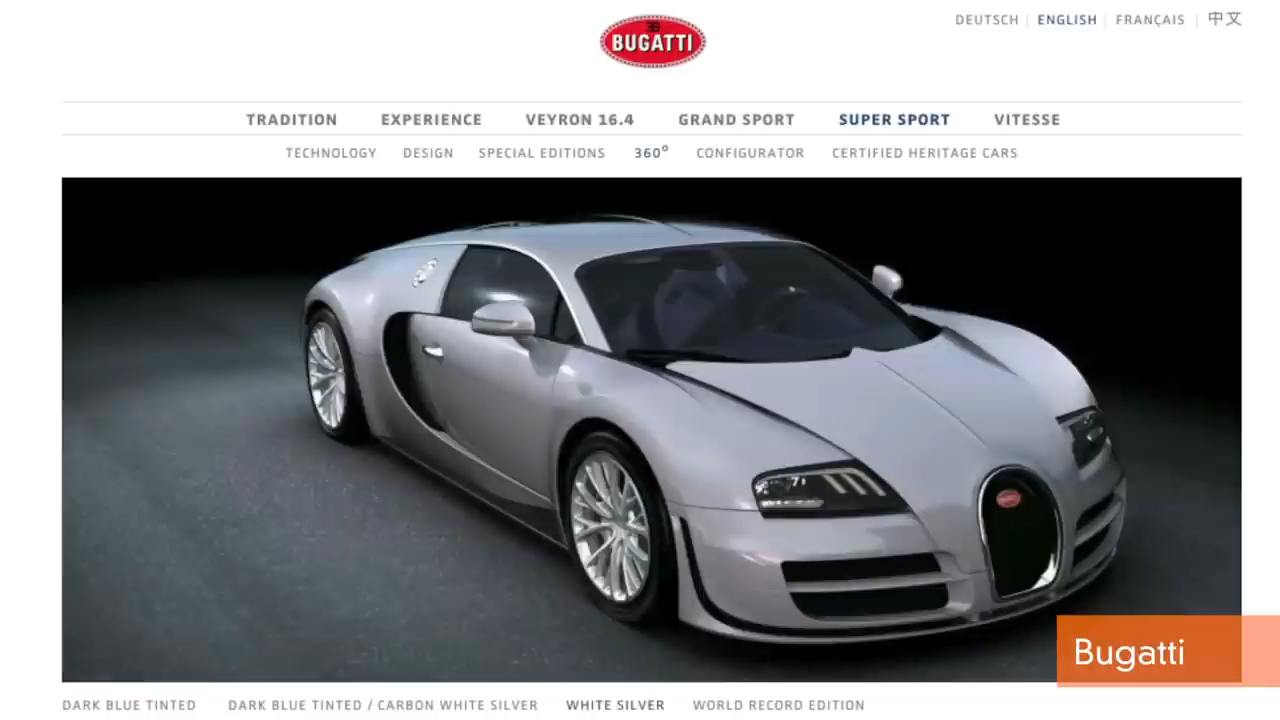 BUGATTI
DEUTSCH | ENGLISH | FRANÇAIS | 中文
TRADITION EXPERIENCE VEYRON 16.4 GRAND SPORT SUPER SPORT VITESSE
TECHNOLOGY DESIGN SPECIAL EDITIONS 360° CONFIGURATOR CERTIFIED HERITAGE CARS
Bugatti
DARK BLUE TINTED DARK BLUE TINTED / CARBON WHITE SILVER WHITE SILVER WORLD RECORD EDITION